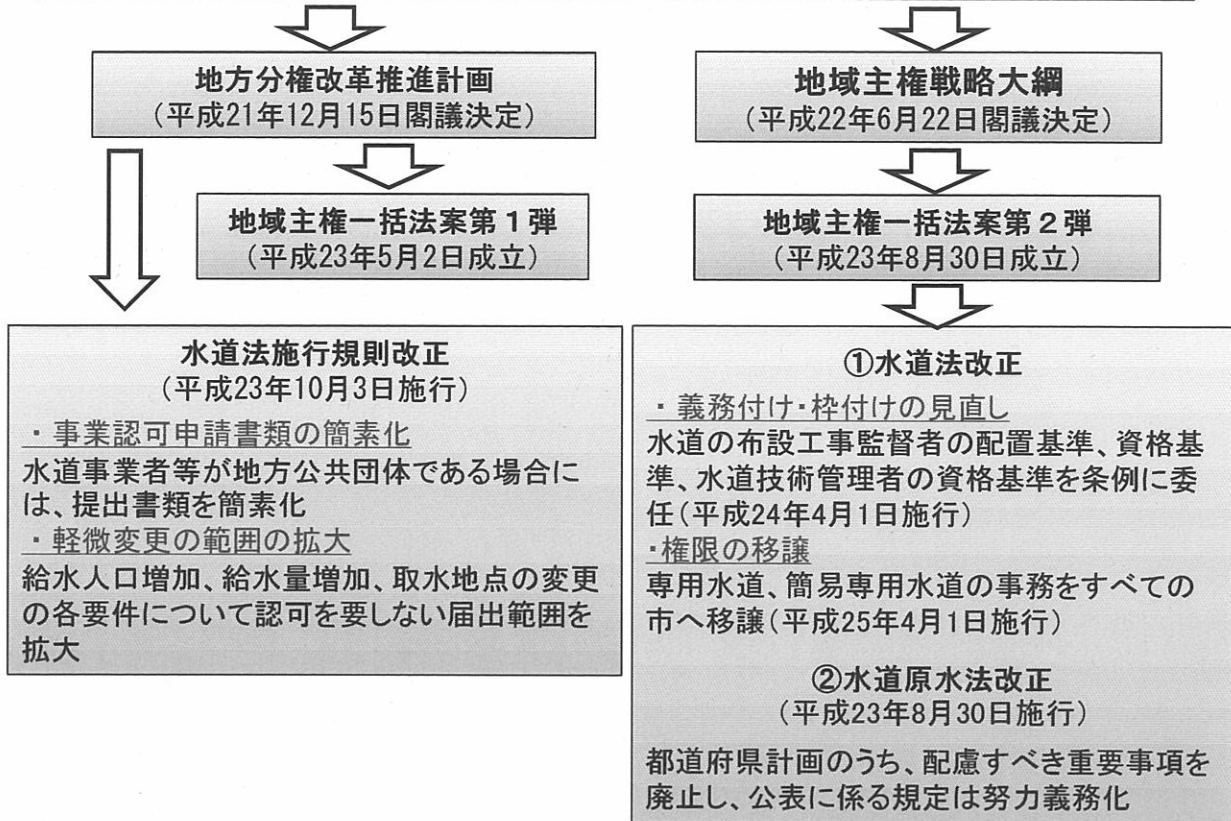 地方分権改革推進計画
（平成21年12月15日閣議決定）
地域主権一括法案第１弾
（平成23年5月2日成立）
水道法施行規則改正
（平成23年10月3日施行）
・事業認可申請書類の簡素化
水道事業者等が地方公共団体である場合に
は、提出書類を簡素化
・軽微変更の範囲の拡大
給水人口増加、給水量増加、取水地点の変更
の各要件について認可を要しない届出範囲を
拡大
地域主権戦略大綱
（平成22年6月22日閣議決定）
地域主権一括法案第２弾
（平成23年8月30日成立）
①水道法改正
・義務付け・枠付けの見直し
水道の布設工事監督者の配置基準、資格基
準、水道技術管理者の資格基準を条例に委
任（平成24年4月1日施行）
・権限の移譲
専用水道、簡易専用水道の事務をすべての
市へ移譲（平成25年4月1日施行）
②水道原水法改正
（平成23年8月30日施行）
都道府県計画のうち、配慮すべき重要事項を
廃止し、公表に係る規定は努力義務化